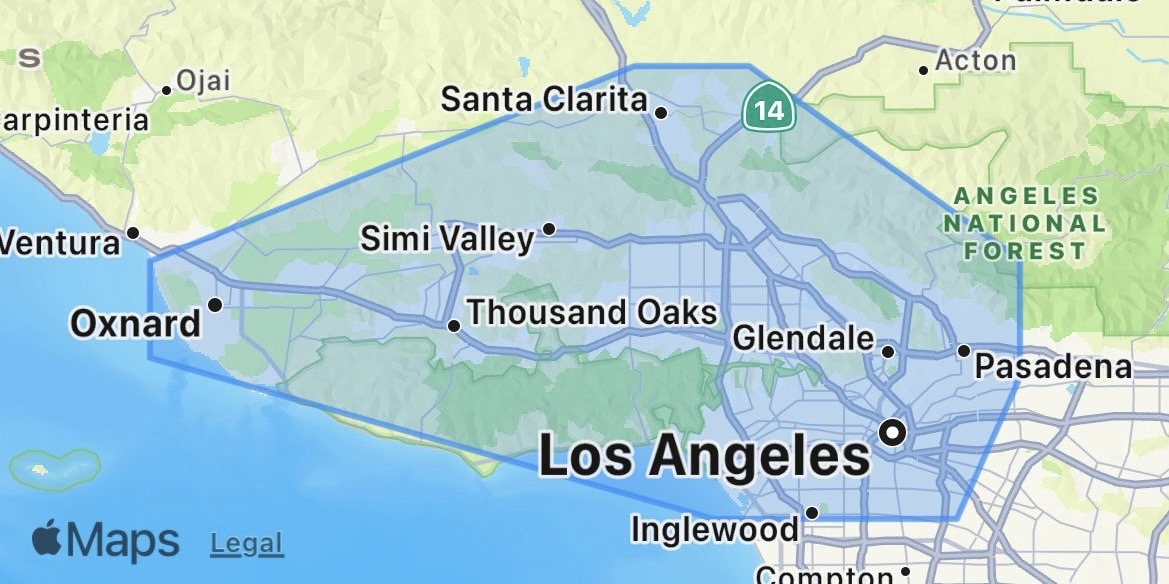 S
Ojai
Acton
arpinteria
Santa Clarita
14
ANGELES
NATIONAL
FOREST
Ventura
Simi Valley
Oxnard
Thousand Oaks
Glendale
Pasadena
Los Angeles
Inglewood
Maps
Legal
Compton